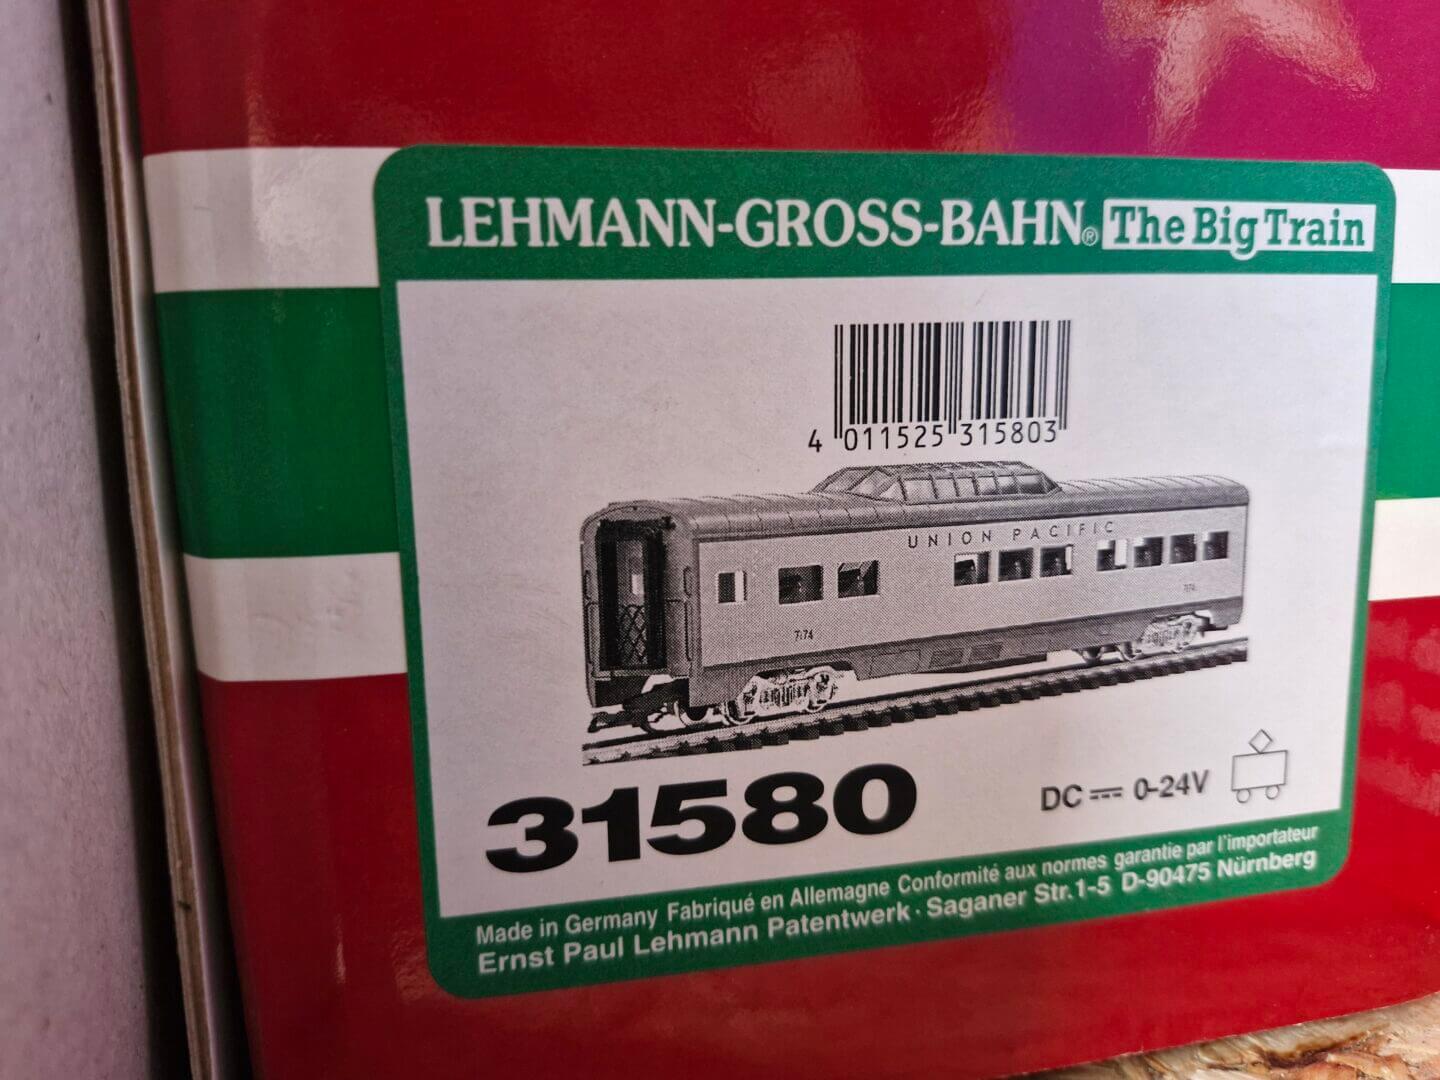 LEHMANN-GROSS-BAHN® The Big Train
4 011525 315803
UNION PACIFIC
7174
31580
DC 0-24V
Made in Germany Fabriqué en Allemagne Conformité aux normes garantie par l'importateur
Ernst Paul Lehmann Patentwerk · Saganer Str.1-5 D-90475 Nürnberg